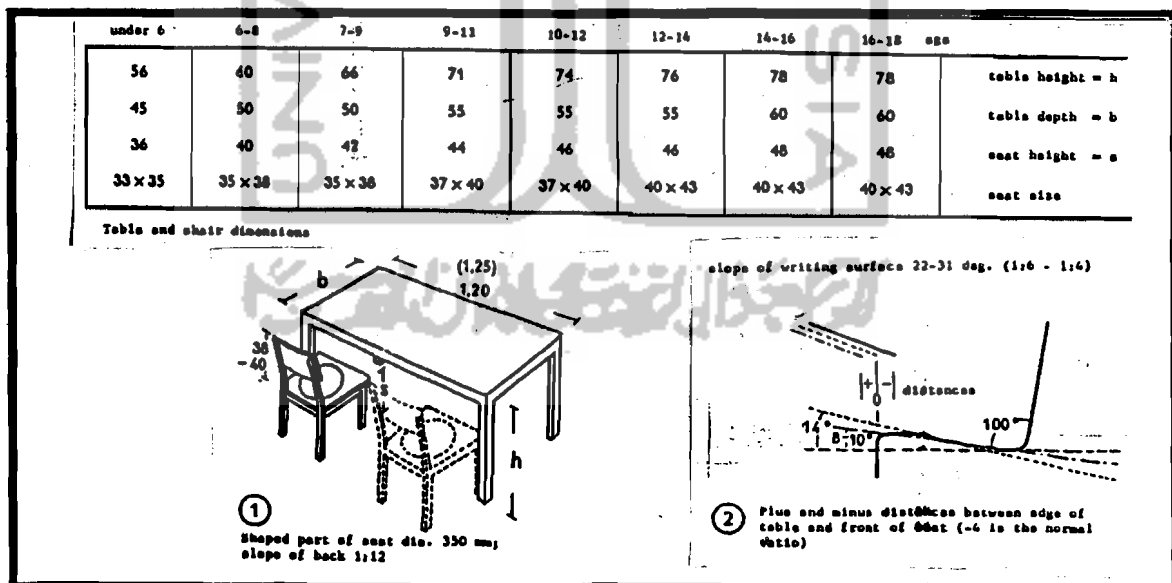 under 6 6-8 7-9 9-11 10-12 12-14 14-16 16-18 age
56 60 66 71 74 76 78 78 table height = h
45 50 50 55 55 55 60 60 table depth = b
36 40 42 44 46 46 48 48 seat height = s
33 x 35 35 x 38 35 x 38 37 x 40 37 x 40 40 x 43 40 x 43 40 x 43 seat size
Table and chair dimensions
b
(1,25)
1,20
38
-40
s
h
1
Shaped part of seat dia. 350 mm;
slope of back 1:12
slope of writing surface 22-31 deg. (1:6 - 1:4)
+ -
0
distances
14°
8-10°
100°
2
Plus and minus distances between edge of
table and front of seat (-4 is the normal
ratio)
SIA